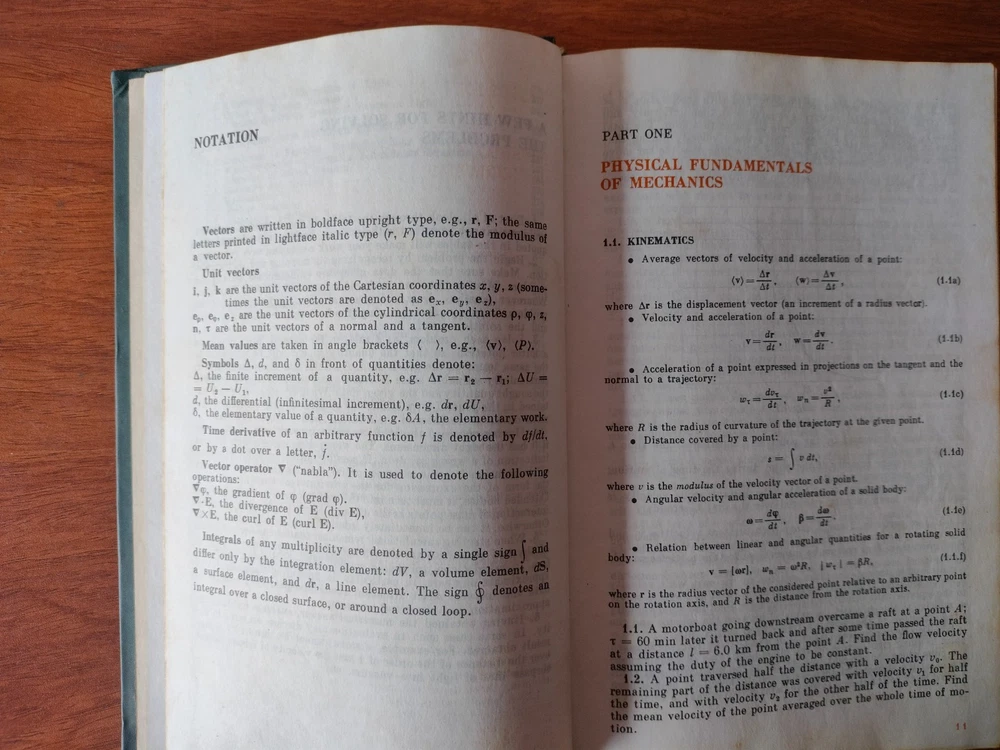 NOTATION
Vectors are written in boldface upright type, e.g., r, F; the same
letters printed in lightface italic type (r, F) denote the modulus of
a vector.
Unit vectors
i, j, k are the unit vectors of the Cartesian coordinates x, y, z (some-
times the unit vectors are denoted as eₓ, e_y, e_z),
e_ρ, e_φ, e_z are the unit vectors of the cylindrical coordinates ρ, φ, z,
n, τ are the unit vectors of a normal and a tangent.
Mean values are taken in angle brackets ⟨ ⟩, e.g., ⟨v⟩, ⟨P⟩.
Symbols Δ, d, and δ in front of quantities denote:
Δ, the finite increment of a quantity, e.g. Δr = r₂ — r₁; ΔU =
= U₂ — U₁,
d, the differential (infinitesimal increment), e.g. dr, dU,
δ, the elementary value of a quantity, e.g. δA, the elementary work.
Time derivative of an arbitrary function f is denoted by df/dt,
or by a dot over a letter, ḟ.
Vector operator ∇ ("nabla"). It is used to denote the following
operations:
∇φ, the gradient of φ (grad φ).
∇·E, the divergence of E (div E),
∇×E, the curl of E (curl E).
Integrals of any multiplicity are denoted by a single sign ∫ and
differ only by the integration element: dV, a volume element, dS,
a surface element, and dr, a line element. The sign ∮ denotes an
integral over a closed surface, or around a closed loop.
PART ONE
PHYSICAL FUNDAMENTALS
OF MECHANICS
1.1. KINEMATICS
• Average vectors of velocity and acceleration of a point:
⟨v⟩ = Δr/Δt, ⟨w⟩ = Δv/Δt, (1.1a)
where Δr is the displacement vector (an increment of a radius vector).
• Velocity and acceleration of a point:
v = dr/dt, w = dv/dt. (1.1b)
• Acceleration of a point expressed in projections on the tangent and the
normal to a trajectory:
w_τ = dv_τ/dt, w_n = v²/R, (1.1c)
where R is the radius of curvature of the trajectory at the given point.
• Distance covered by a point:
s = ∫ v dt, (1.1d)
where v is the modulus of the velocity vector of a point.
• Angular velocity and angular acceleration of a solid body:
ω = dφ/dt, β = dω/dt. (1.1e)
• Relation between linear and angular quantities for a rotating solid
body:
v = [ωr], w_n = ω²R, |w_τ| = βR, (1.1.f)
where r is the radius vector of the considered point relative to an arbitrary point
on the rotation axis, and R is the distance from the rotation axis.
1.1. A motorboat going downstream overcame a raft at a point A;
τ = 60 min later it turned back and after some time passed the raft
at a distance l = 6.0 km from the point A. Find the flow velocity
assuming the duty of the engine to be constant.
1.2. A point traversed half the distance with a velocity v₀. The
remaining part of the distance was covered with velocity v₁ for half
the time, and with velocity v₂ for the other half of the time. Find
the mean velocity of the point averaged over the whole time of mo-
tion.
11